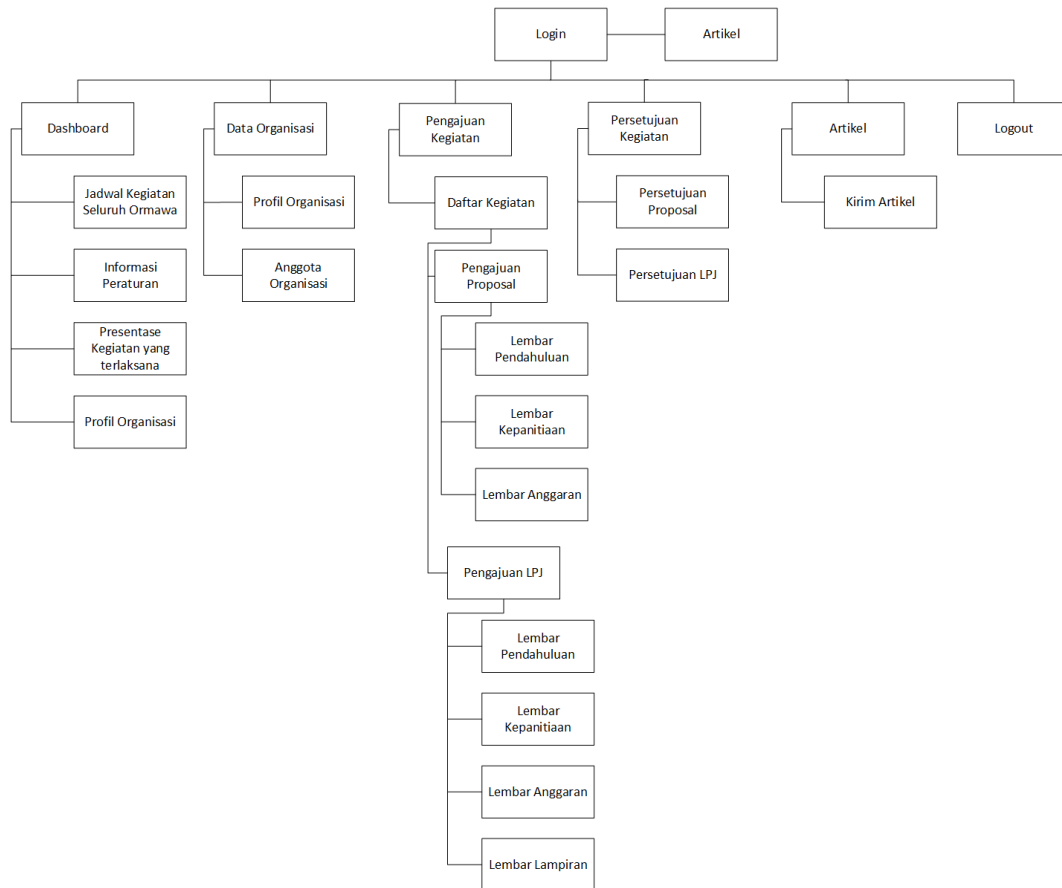 Login
Artikel
Dashboard
Data Organisasi
Pengajuan
Kegiatan
Persetujuan
Kegiatan
Artikel
Logout
Jadwal Kegiatan
Seluruh Ormawa
Informasi
Peraturan
Presentase
Kegiatan yang
terlaksana
Profil Organisasi
Profil Organisasi
Anggota
Organisasi
Daftar Kegiatan
Pengajuan
Proposal
Lembar
Pendahuluan
Lembar
Kepanitiaan
Lembar Anggaran
Pengajuan LPJ
Lembar
Pendahuluan
Lembar
Kepanitiaan
Lembar Anggaran
Lembar Lampiran
Persetujuan
Proposal
Persetujuan LPJ
Kirim Artikel